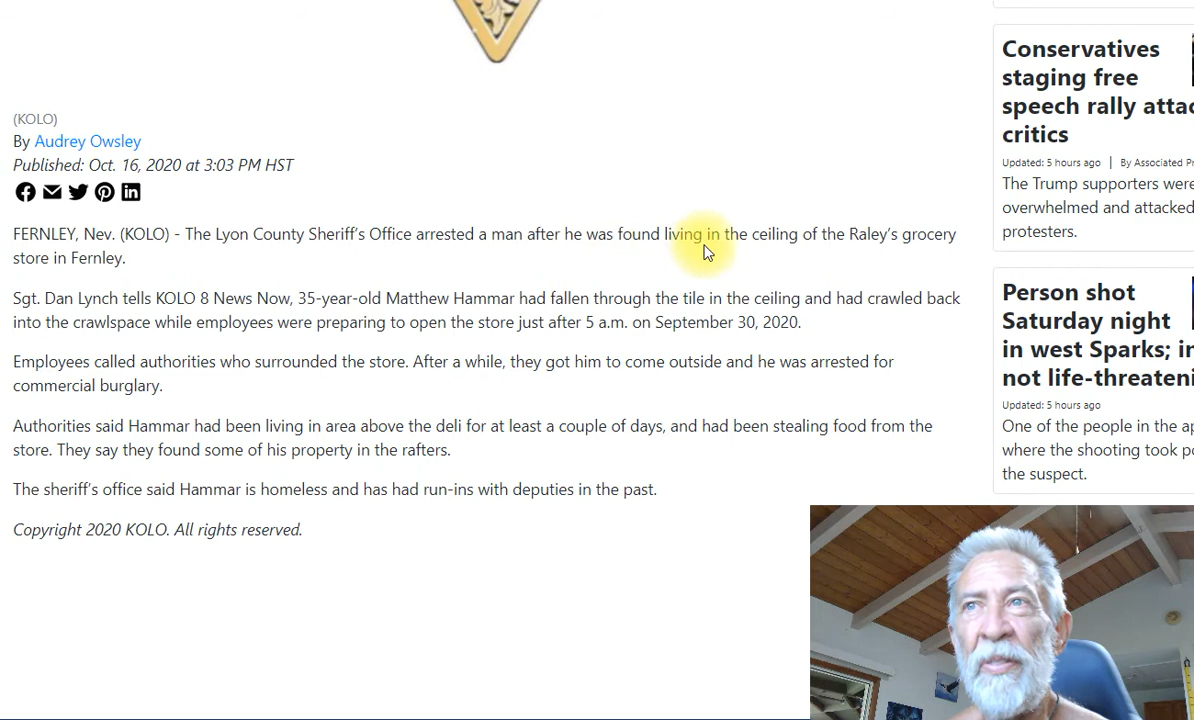 (KOLO)
By Audrey Owsley
Published: Oct. 16, 2020 at 3:03 PM HST
FERNLEY, Nev. (KOLO) - The Lyon County Sheriff's Office arrested a man after he was found living in the ceiling of the Raley's grocery
store in Fernley.
Sgt. Dan Lynch tells KOLO 8 News Now, 35-year-old Matthew Hammar had fallen through the tile in the ceiling and had crawled back
into the crawlspace while employees were preparing to open the store just after 5 a.m. on September 30, 2020.
Employees called authorities who surrounded the store. After a while, they got him to come outside and he was arrested for
commercial burglary.
Authorities said Hammar had been living in area above the deli for at least a couple of days, and had been stealing food from the
store. They say they found some of his property in the rafters.
The sheriff's office said Hammar is homeless and has had run-ins with deputies in the past.
Copyright 2020 KOLO. All rights reserved.
Conservatives
staging free
speech rally attac
critics
Updated: 5 hours ago | By Associated Pr
The Trump supporters were
overwhelmed and attacked
protesters.
Person shot
Saturday night
in west Sparks; in
not life-threateni
Updated: 5 hours ago
One of the people in the ap
where the shooting took po
the suspect.